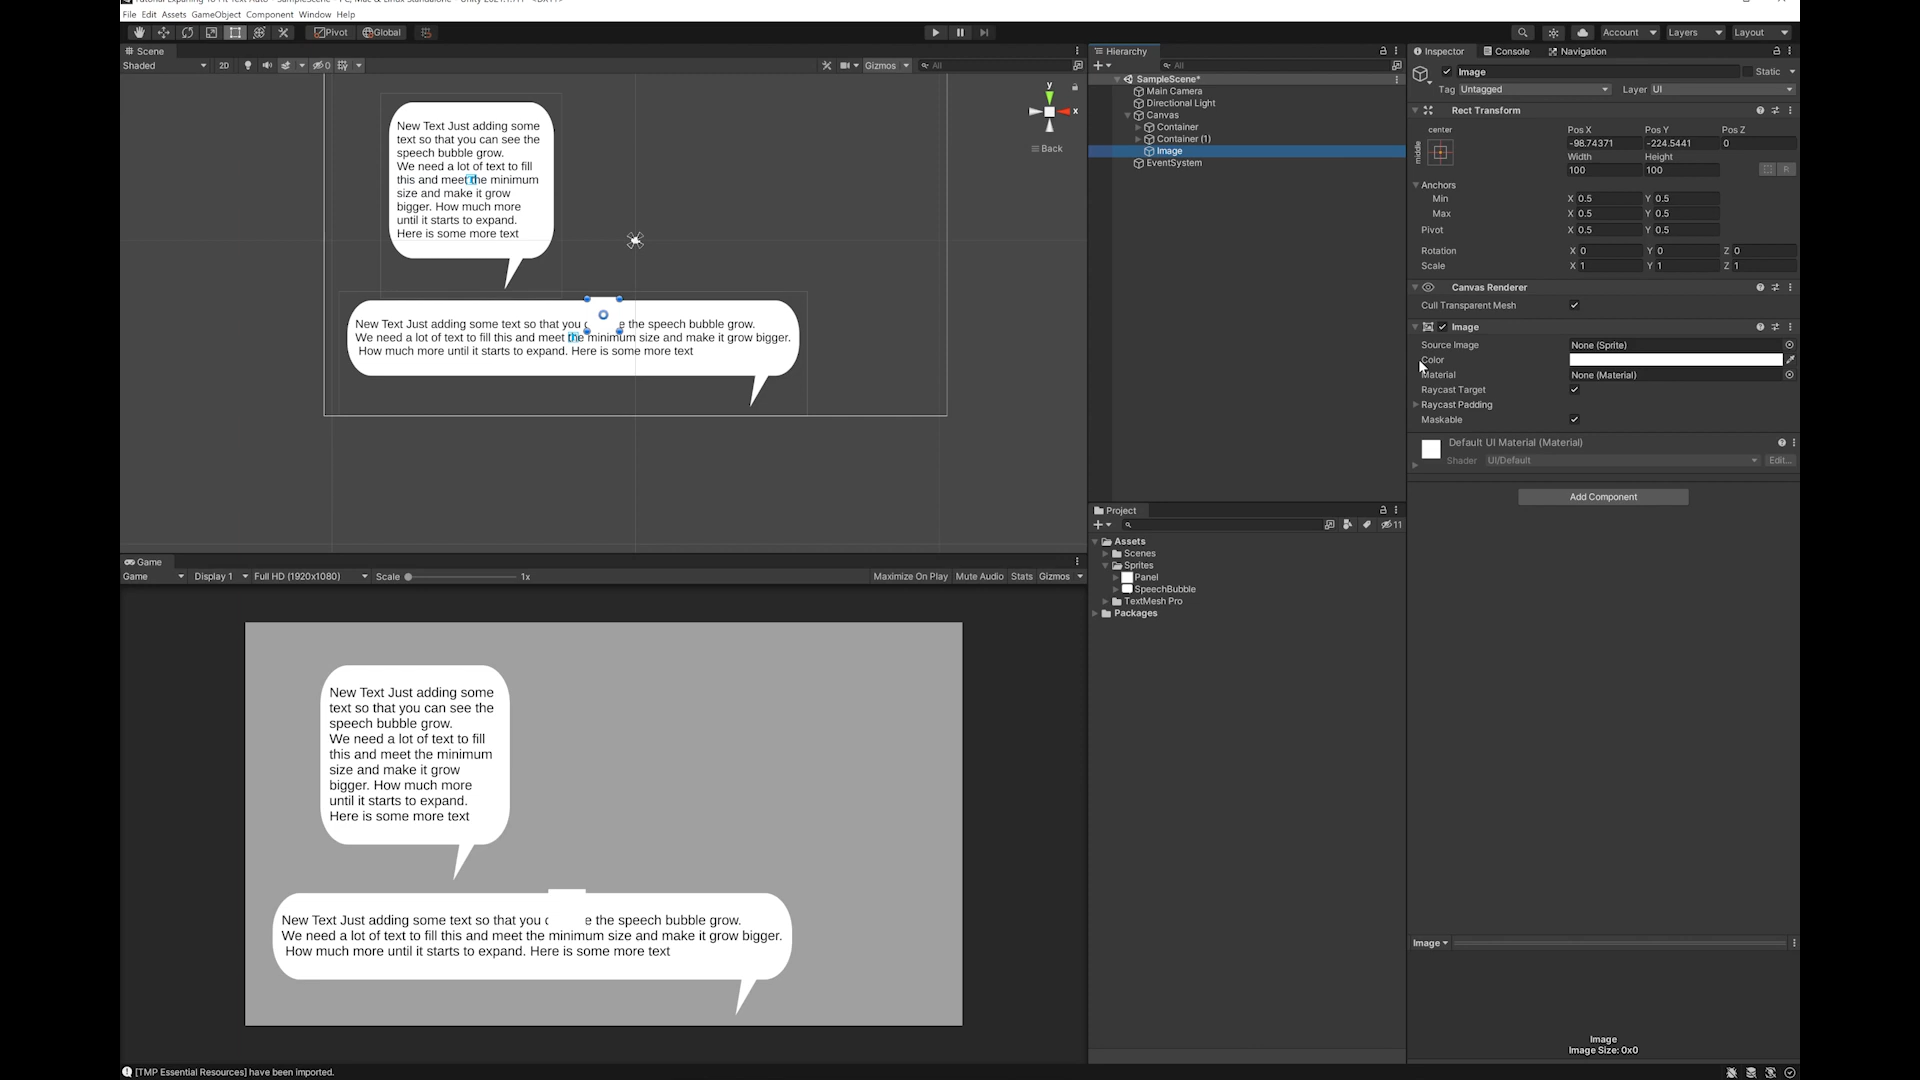 File Edit Assets GameObject Component Window Help
Pivot Global
Account Layers Layout
Scene
Shaded 2D 0 Gizmos All
y
x
Back
New Text Just adding some
text so that you can see the
speech bubble grow.
We need a lot of text to fill
this and meet the minimum
size and make it grow
bigger. How much more
until it starts to expand.
Here is some more text
New Text Just adding some text so that you e the speech bubble grow.
We need a lot of text to fill this and meet the minimum size and make it grow bigger.
How much more until it starts to expand. Here is some more text
Game
Game Display 1 Full HD (1920x1080) Scale 1x Maximize On Play Mute Audio Stats Gizmos
New Text Just adding some
text so that you can see the
speech bubble grow.
We need a lot of text to fill
this and meet the minimum
size and make it grow
bigger. How much more
until it starts to expand.
Here is some more text
New Text Just adding some text so that you e the speech bubble grow.
We need a lot of text to fill this and meet the minimum size and make it grow bigger.
How much more until it starts to expand. Here is some more text
[TMP Essential Resources] have been imported.
Hierarchy
All
SampleScene*
Main Camera
Directional Light
Canvas
Container
Container (1)
Image
EventSystem
Project
11
Assets
Scenes
Sprites
Panel
SpeechBubble
TextMesh Pro
Packages
Inspector Console Navigation
Image Static
Tag Untagged Layer UI
Rect Transform
center Pos X Pos Y Pos Z
middle -98.74371 -224.5441 0
Width Height
100 100 R
Anchors
Min X 0.5 Y 0.5
Max X 0.5 Y 0.5
Pivot X 0.5 Y 0.5
Rotation X 0 Y 0 Z 0
Scale X 1 Y 1 Z 1
Canvas Renderer
Cull Transparent Mesh
Image
Source Image None (Sprite)
Color
Material None (Material)
Raycast Target
Raycast Padding
Maskable
Default UI Material (Material)
Shader UI/Default Edit...
Add Component
Image
Image
Image Size: 0x0